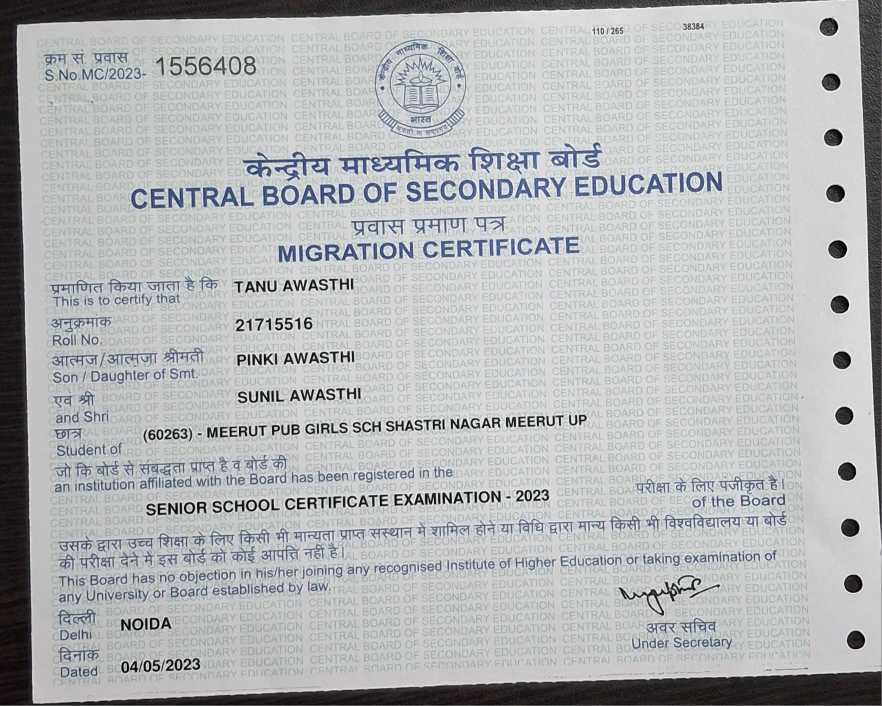 110 / 265
38384
क्रम सं. प्रवास
S.No.MC/2023- 1556408
केन्द्रीय माध्यमिक शिक्षा बोर्ड
भारत
केन्द्रीय माध्यमिक शिक्षा बोर्ड
CENTRAL BOARD OF SECONDARY EDUCATION
प्रवास प्रमाण पत्र
MIGRATION CERTIFICATE
प्रमाणित किया जाता है कि TANU AWASTHI
This is to certify that
अनुक्रमांक 21715516
Roll No.
आत्मज/आत्मजा श्रीमती PINKI AWASTHI
Son / Daughter of Smt.
एवं श्री SUNIL AWASTHI
and Shri
छात्र (60263) - MEERUT PUB GIRLS SCH SHASTRI NAGAR MEERUT UP
Student of
जो कि बोर्ड से संबद्धता प्राप्त है व बोर्ड की
an institution affiliated with the Board has been registered in the
SENIOR SCHOOL CERTIFICATE EXAMINATION - 2023 परीक्षा के लिए पंजीकृत है।
of the Board
उसके द्वारा उच्च शिक्षा के लिए किसी भी मान्यता प्राप्त संस्थान में शामिल होने या विधि द्वारा मान्य किसी भी विश्वविद्यालय या बोर्ड
की परीक्षा देने में इस बोर्ड को कोई आपत्ति नहीं है।
This Board has no objection in his/her joining any recognised Institute of Higher Education or taking examination of
any University or Board established by law.
दिल्ली NOIDA
Delhi
अवर सचिव
Under Secretary
दिनांक 04/05/2023
Dated